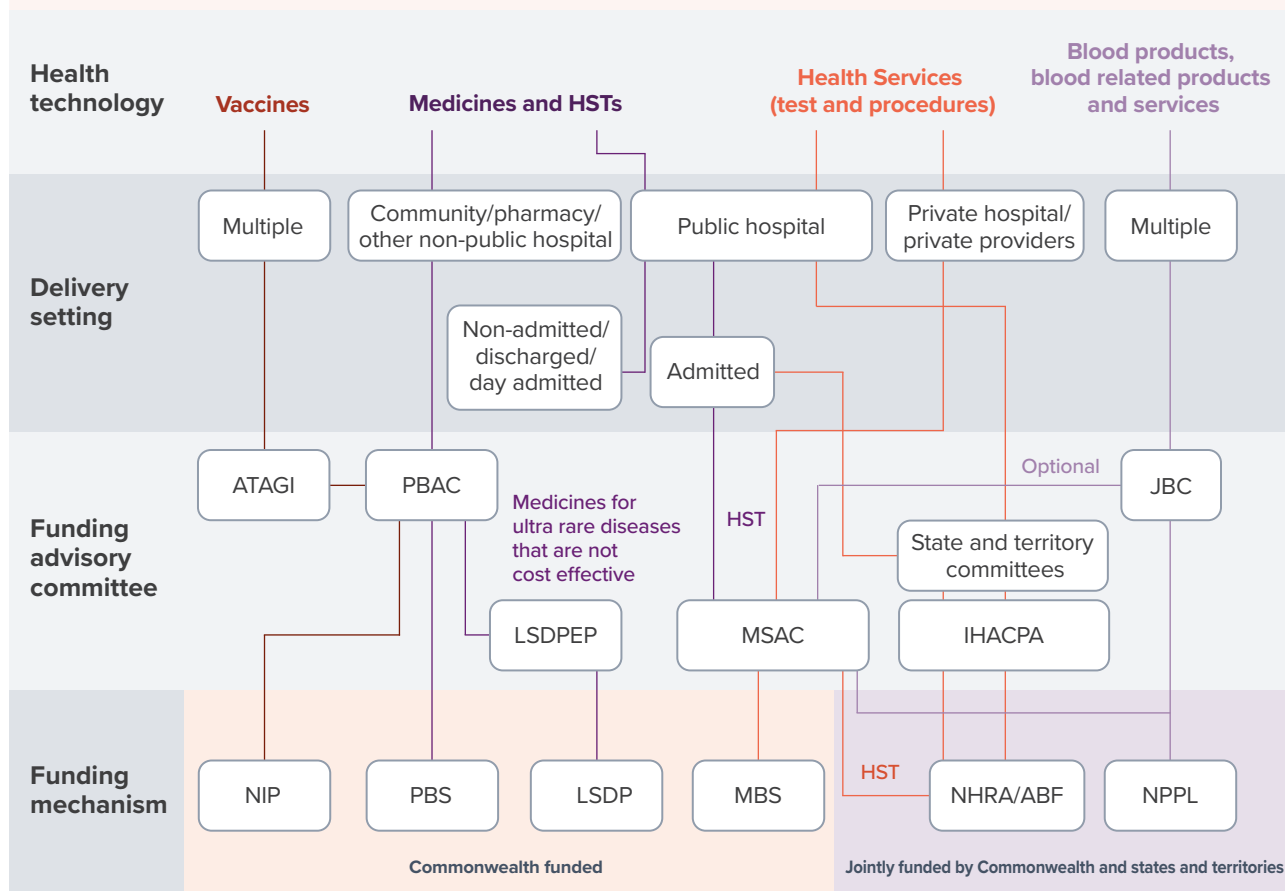 Health
technology
Vaccines
Medicines and HSTs
Health Services
(test and procedures)
Blood products,
blood related products
and services
Delivery
setting
Multiple
Community/pharmacy/
other non-public hospital
Public hospital
Private hospital/
private providers
Multiple
Non-admitted/
discharged/
day admitted
Admitted
Funding
advisory
committee
ATAGI
PBAC
Medicines for
ultra rare diseases
that are not
cost effective
HST
Optional
JBC
State and territory
committees
LSDPEP
MSAC
IHACPA
Funding
mechanism
NIP
PBS
LSDP
MBS
HST
NHRA/ABF
NPPL
Commonwealth funded
Jointly funded by Commonwealth and states and territories